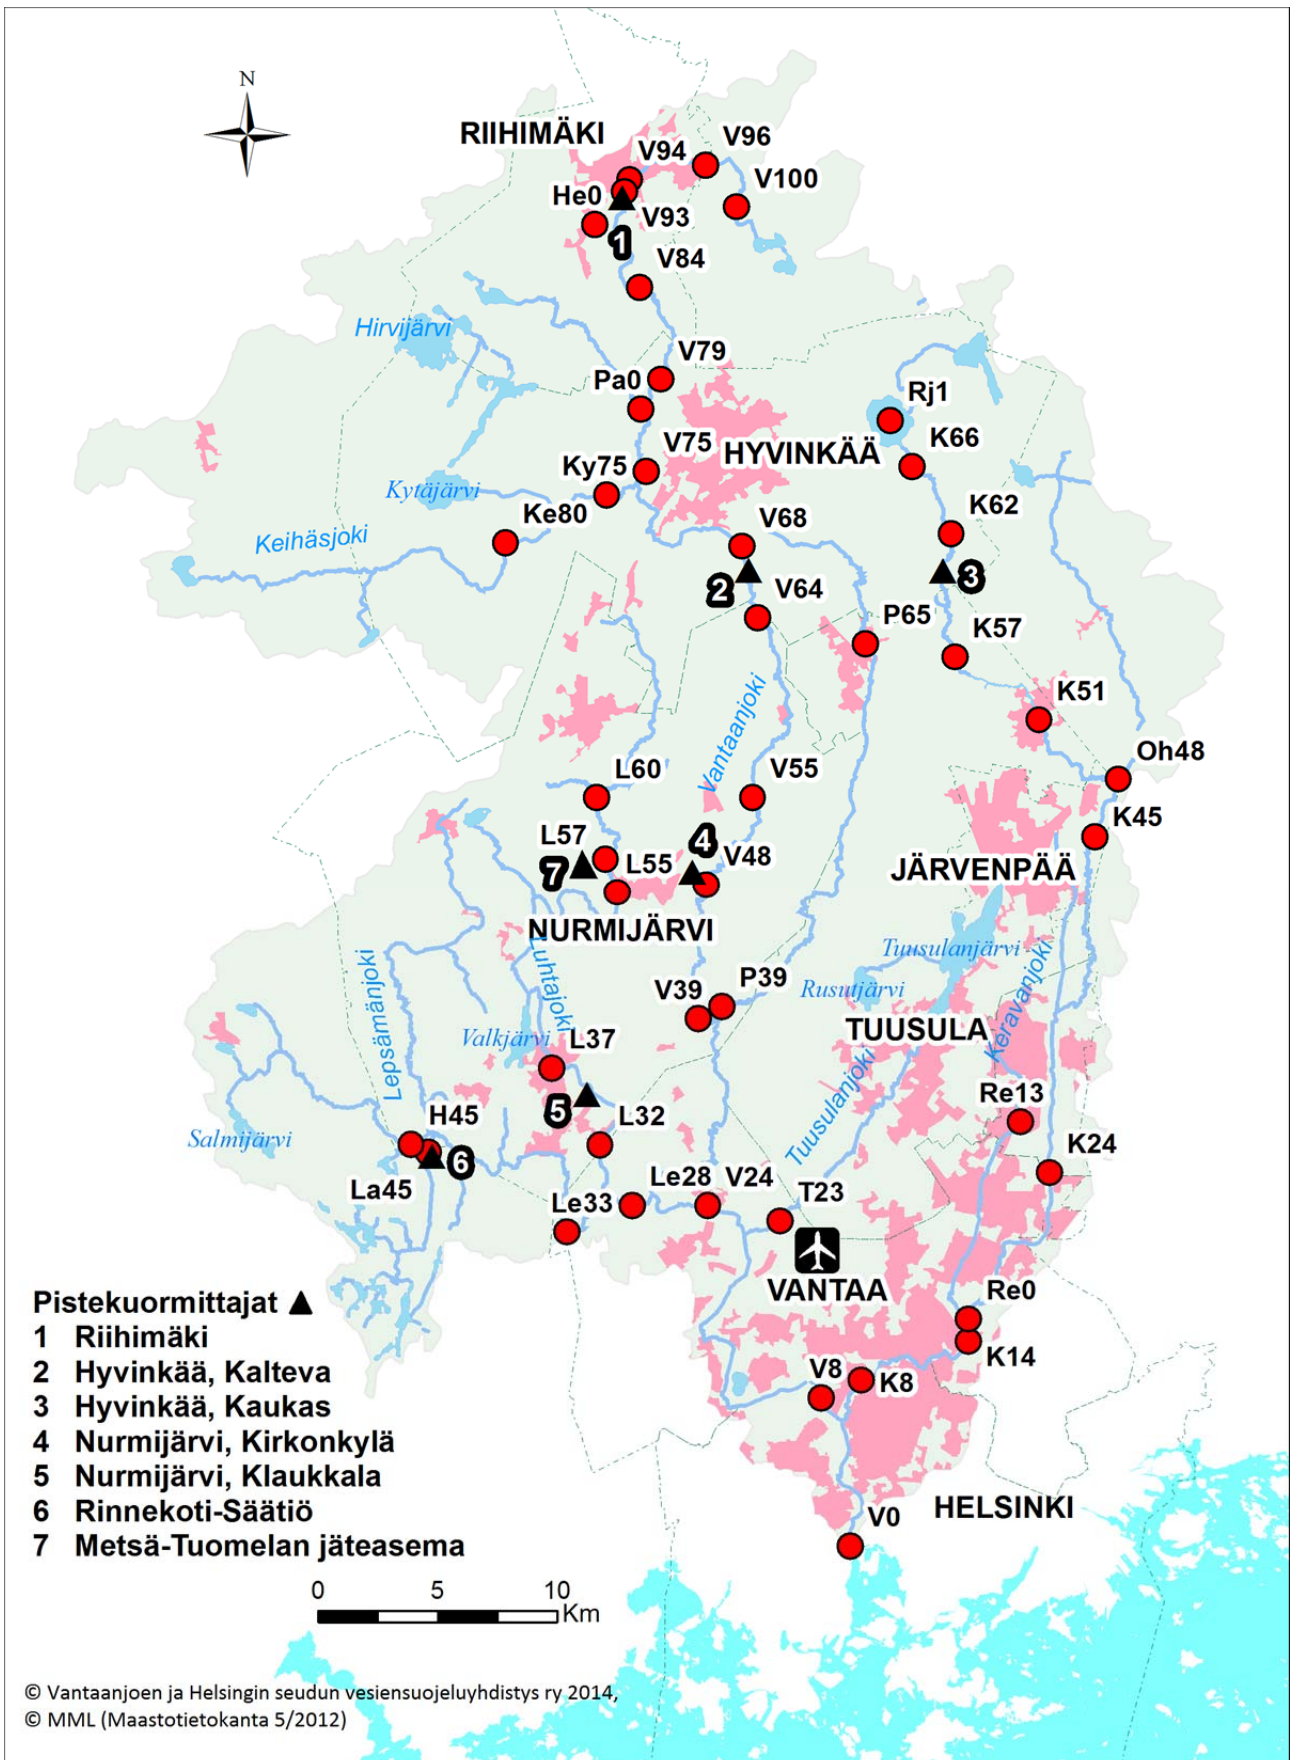 N
RIIHIMÄKI
V94
V96
V100
He0
V93
1
V84
Hirvijärvi
V79
Pa0
Rj1
V75
HYVINKÄÄ
K66
Ky75
Kytäjärvi
Ke80
V68
K62
Keihäsjoki
2
3
V64
P65
K57
K51
Vantaanjoki
Oh48
L60
V55
K45
L57
4
7
L55
V48
JÄRVENPÄÄ
NURMIJÄRVI
Tuusulanjärvi
Luhtajoki
Lepsämänjoki
Keravanjoki
V39
P39
Rusutjärvi
TUUSULA
Valkjärvi
L37
Tuusulanjoki
Re13
5
H45
L32
Salmijärvi
6
K24
La45
Le28
V24
T23
Le33
VANTAA
Re0
K14
V8
K8
HELSINKI
V0
Pistekuormittajat
1 Riihimäki
2 Hyvinkää, Kalteva
3 Hyvinkää, Kaukas
4 Nurmijärvi, Kirkonkylä
5 Nurmijärvi, Klaukkala
6 Rinnekoti-Säätiö
7 Metsä-Tuomelan jäteasema
0 5 10
Km
© Vantaanjoen ja Helsingin seudun vesiensuojeluyhdistys ry 2014,
© MML (Maastotietokanta 5/2012)